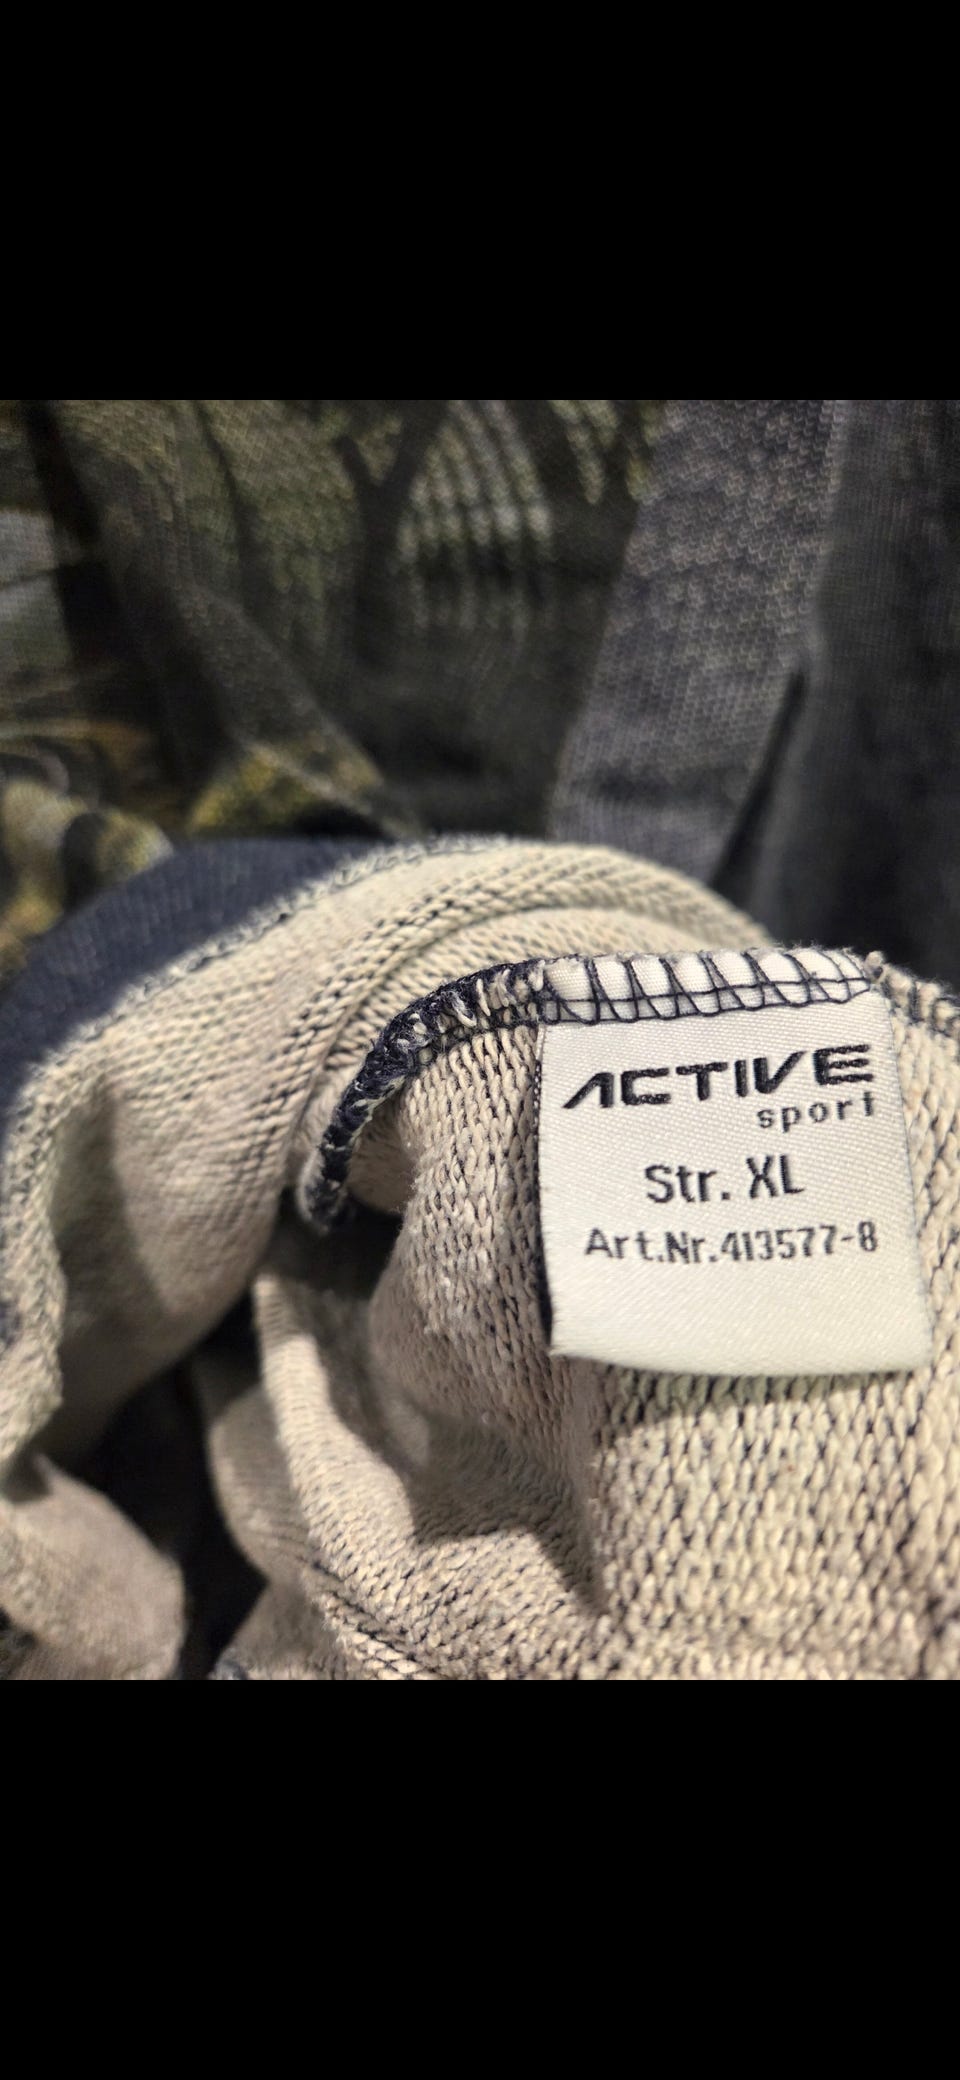 ACTIVE
sport
Str. XL
Art.Nr.413577-8